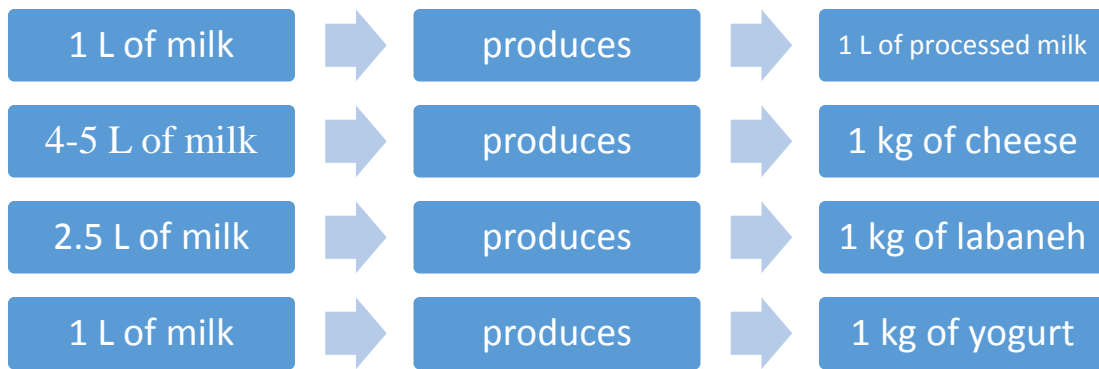 1 L of milk produces 1 L of processed milk
4-5 L of milk produces 1 kg of cheese
2.5 L of milk produces 1 kg of labaneh
1 L of milk produces 1 kg of yogurt